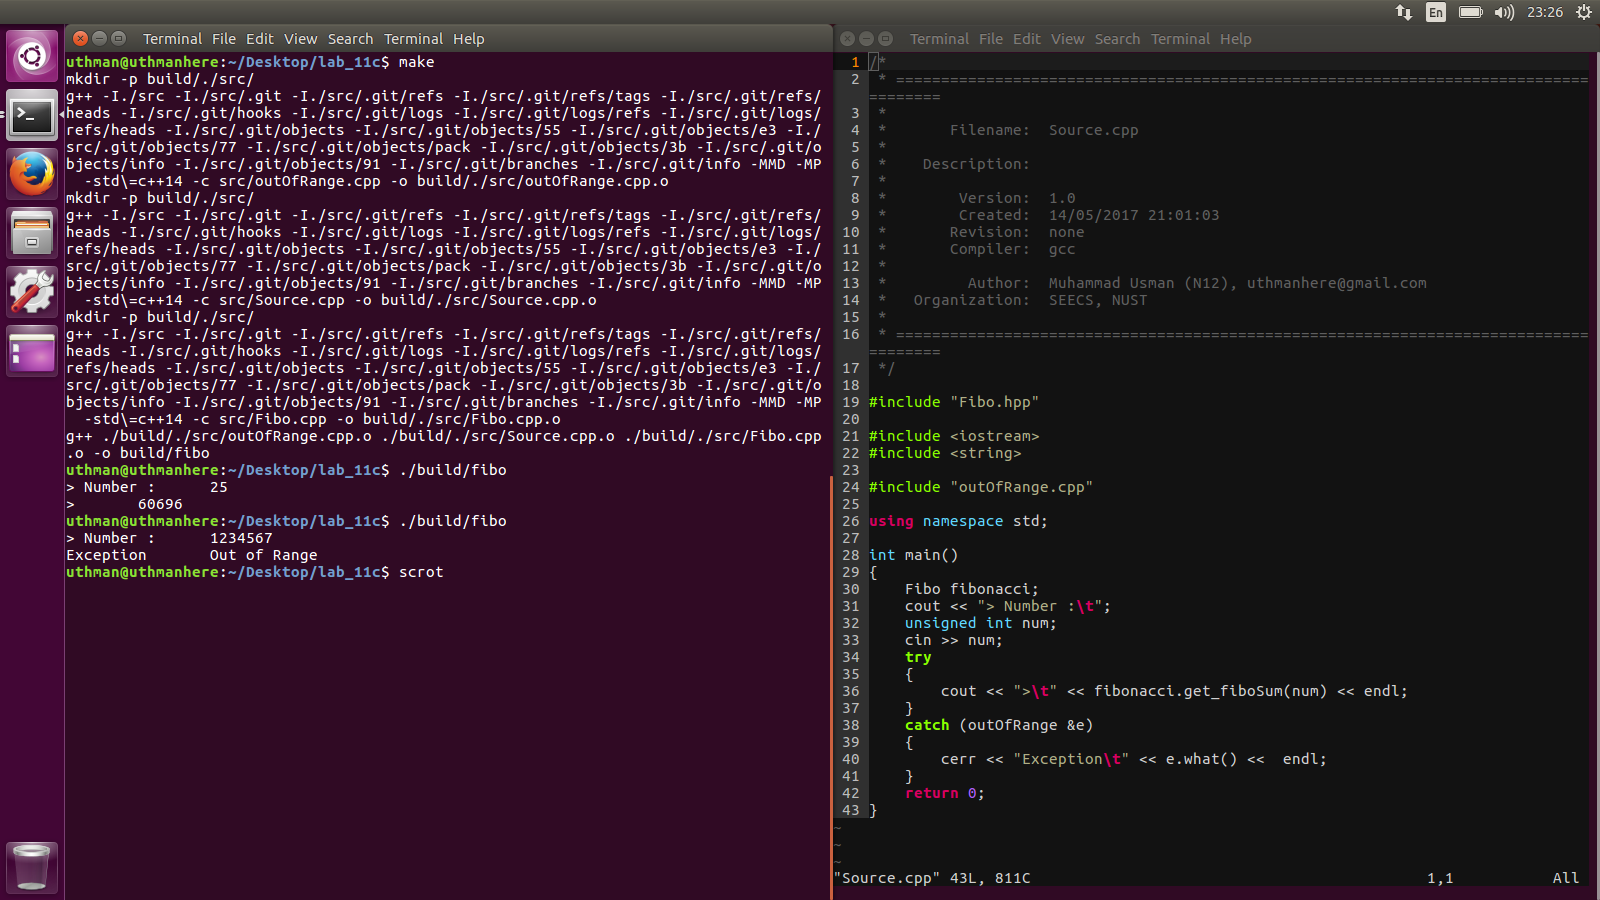 En 23:26
Terminal File Edit View Search Terminal Help
uthman@uthmanhere:~/Desktop/lab_11c$ make
mkdir -p build/./src/
g++ -I./src -I./src/.git -I./src/.git/refs -I./src/.git/refs/tags -I./src/.git/refs/
heads -I./src/.git/hooks -I./src/.git/logs -I./src/.git/logs/refs -I./src/.git/logs/
refs/heads -I./src/.git/objects -I./src/.git/objects/55 -I./src/.git/objects/e3 -I./
src/.git/objects/77 -I./src/.git/objects/pack -I./src/.git/objects/3b -I./src/.git/o
bjects/info -I./src/.git/objects/91 -I./src/.git/branches -I./src/.git/info -MMD -MP
  -std\=c++14 -c src/outOfRange.cpp -o build/./src/outOfRange.cpp.o
mkdir -p build/./src/
g++ -I./src -I./src/.git -I./src/.git/refs -I./src/.git/refs/tags -I./src/.git/refs/
heads -I./src/.git/hooks -I./src/.git/logs -I./src/.git/logs/refs -I./src/.git/logs/
refs/heads -I./src/.git/objects -I./src/.git/objects/55 -I./src/.git/objects/e3 -I./
src/.git/objects/77 -I./src/.git/objects/pack -I./src/.git/objects/3b -I./src/.git/o
bjects/info -I./src/.git/objects/91 -I./src/.git/branches -I./src/.git/info -MMD -MP
  -std\=c++14 -c src/Source.cpp -o build/./src/Source.cpp.o
mkdir -p build/./src/
g++ -I./src -I./src/.git -I./src/.git/refs -I./src/.git/refs/tags -I./src/.git/refs/
heads -I./src/.git/hooks -I./src/.git/logs -I./src/.git/logs/refs -I./src/.git/logs/
refs/heads -I./src/.git/objects -I./src/.git/objects/55 -I./src/.git/objects/e3 -I./
src/.git/objects/77 -I./src/.git/objects/pack -I./src/.git/objects/3b -I./src/.git/o
bjects/info -I./src/.git/objects/91 -I./src/.git/branches -I./src/.git/info -MMD -MP
  -std\=c++14 -c src/Fibo.cpp -o build/./src/Fibo.cpp.o
g++ ./build/./src/outOfRange.cpp.o ./build/./src/Source.cpp.o ./build/./src/Fibo.cpp
.o -o build/fibo
uthman@uthmanhere:~/Desktop/lab_11c$ ./build/fibo
> Number :      25
>       60696
uthman@uthmanhere:~/Desktop/lab_11c$ ./build/fibo
> Number :      1234567
Exception       Out of Range
uthman@uthmanhere:~/Desktop/lab_11c$ scrot
Terminal File Edit View Search Terminal Help
1 /*
2  * =============================================================================
========
3  *
4  *       Filename:  Source.cpp
5  *
6  *    Description:
7  *
8  *        Version:  1.0
9  *        Created:  14/05/2017 21:01:03
10  *       Revision:  none
11  *       Compiler:  gcc
12  *
13  *         Author:  Muhammad Usman (N12), uthmanhere@gmail.com
14  *   Organization:  SEECS, NUST
15  *
16  * =============================================================================
========
17  */
18
19 #include "Fibo.hpp"
20
21 #include <iostream>
22 #include <string>
23
24 #include "outOfRange.cpp"
25
26 using namespace std;
27
28 int main()
29 {
30     Fibo fibonacci;
31     cout << "> Number :\t";
32     unsigned int num;
33     cin >> num;
34     try
35     {
36         cout << ">\t" << fibonacci.get_fiboSum(num) << endl;
37     }
38     catch (outOfRange &e)
39     {
40         cerr << "Exception\t" << e.what() <<  endl;
41     }
42     return 0;
43 }
~
~
~
"Source.cpp" 43L, 811C 1,1 All